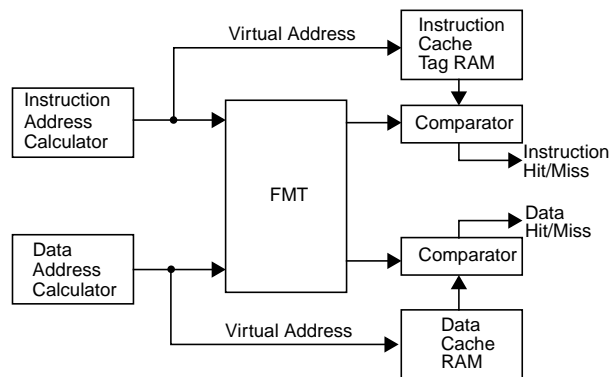 Virtual Address
Instruction
Cache
Tag RAM
Instruction
Address
Calculator
Comparator
Instruction
Hit/Miss
FMT
Data
Hit/Miss
Data
Address
Calculator
Comparator
Virtual Address
Data
Cache
RAM